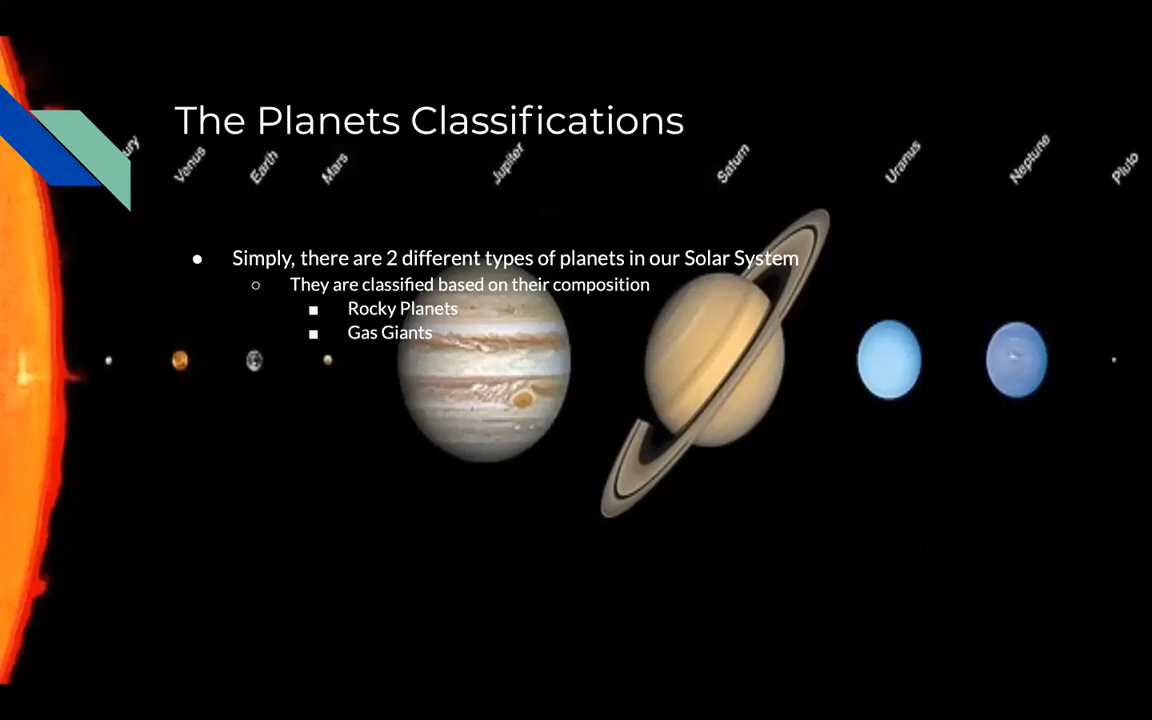 The Planets Classifications
ury
Venus
Earth
Mars
Jupiter
Saturn
Uranus
Neptune
Pluto
Simply, there are 2 different types of planets in our Solar System
They are classified based on their composition
Rocky Planets
Gas Giants